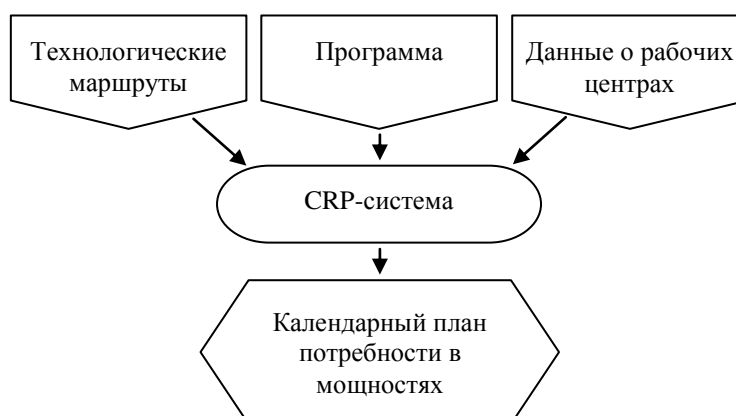 Технологические
маршруты
Программа
Данные о рабочих
центрах
CRP-система
Календарный план
потребности в
мощностях